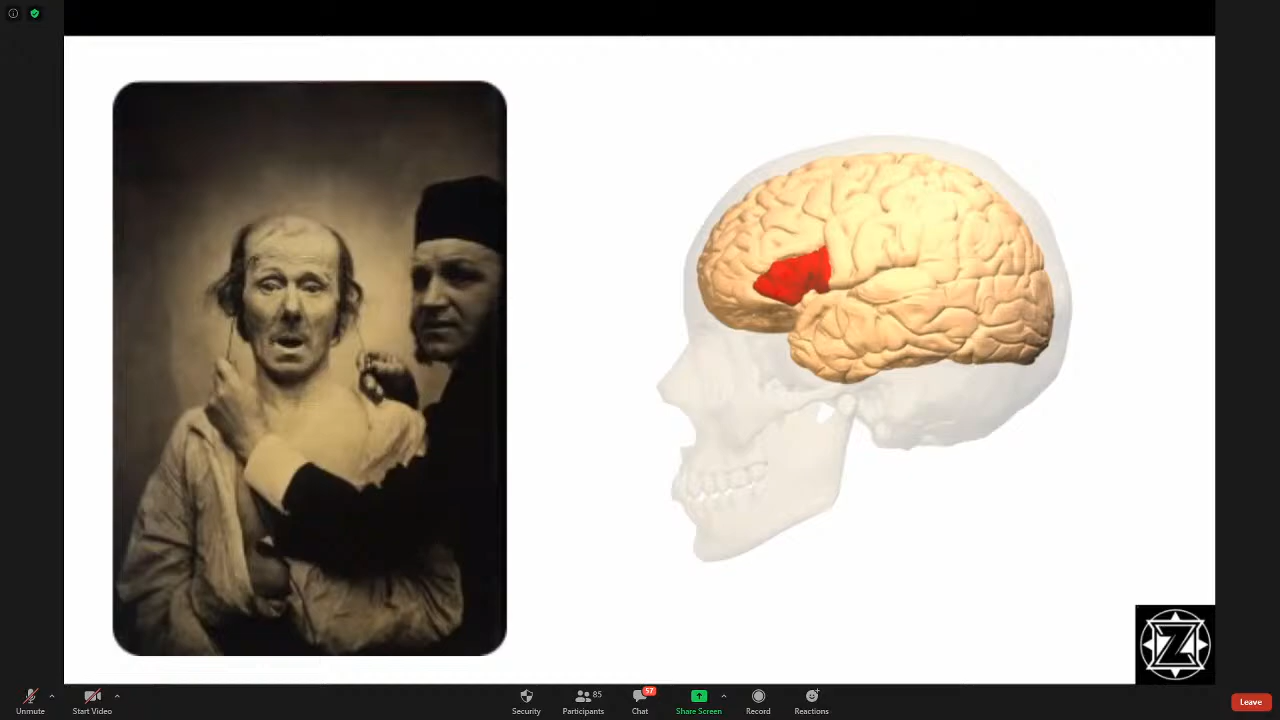 Unmute
Start Video
Security
85
Participants
57
Chat
Share Screen
Record
Reactions
Leave
Z